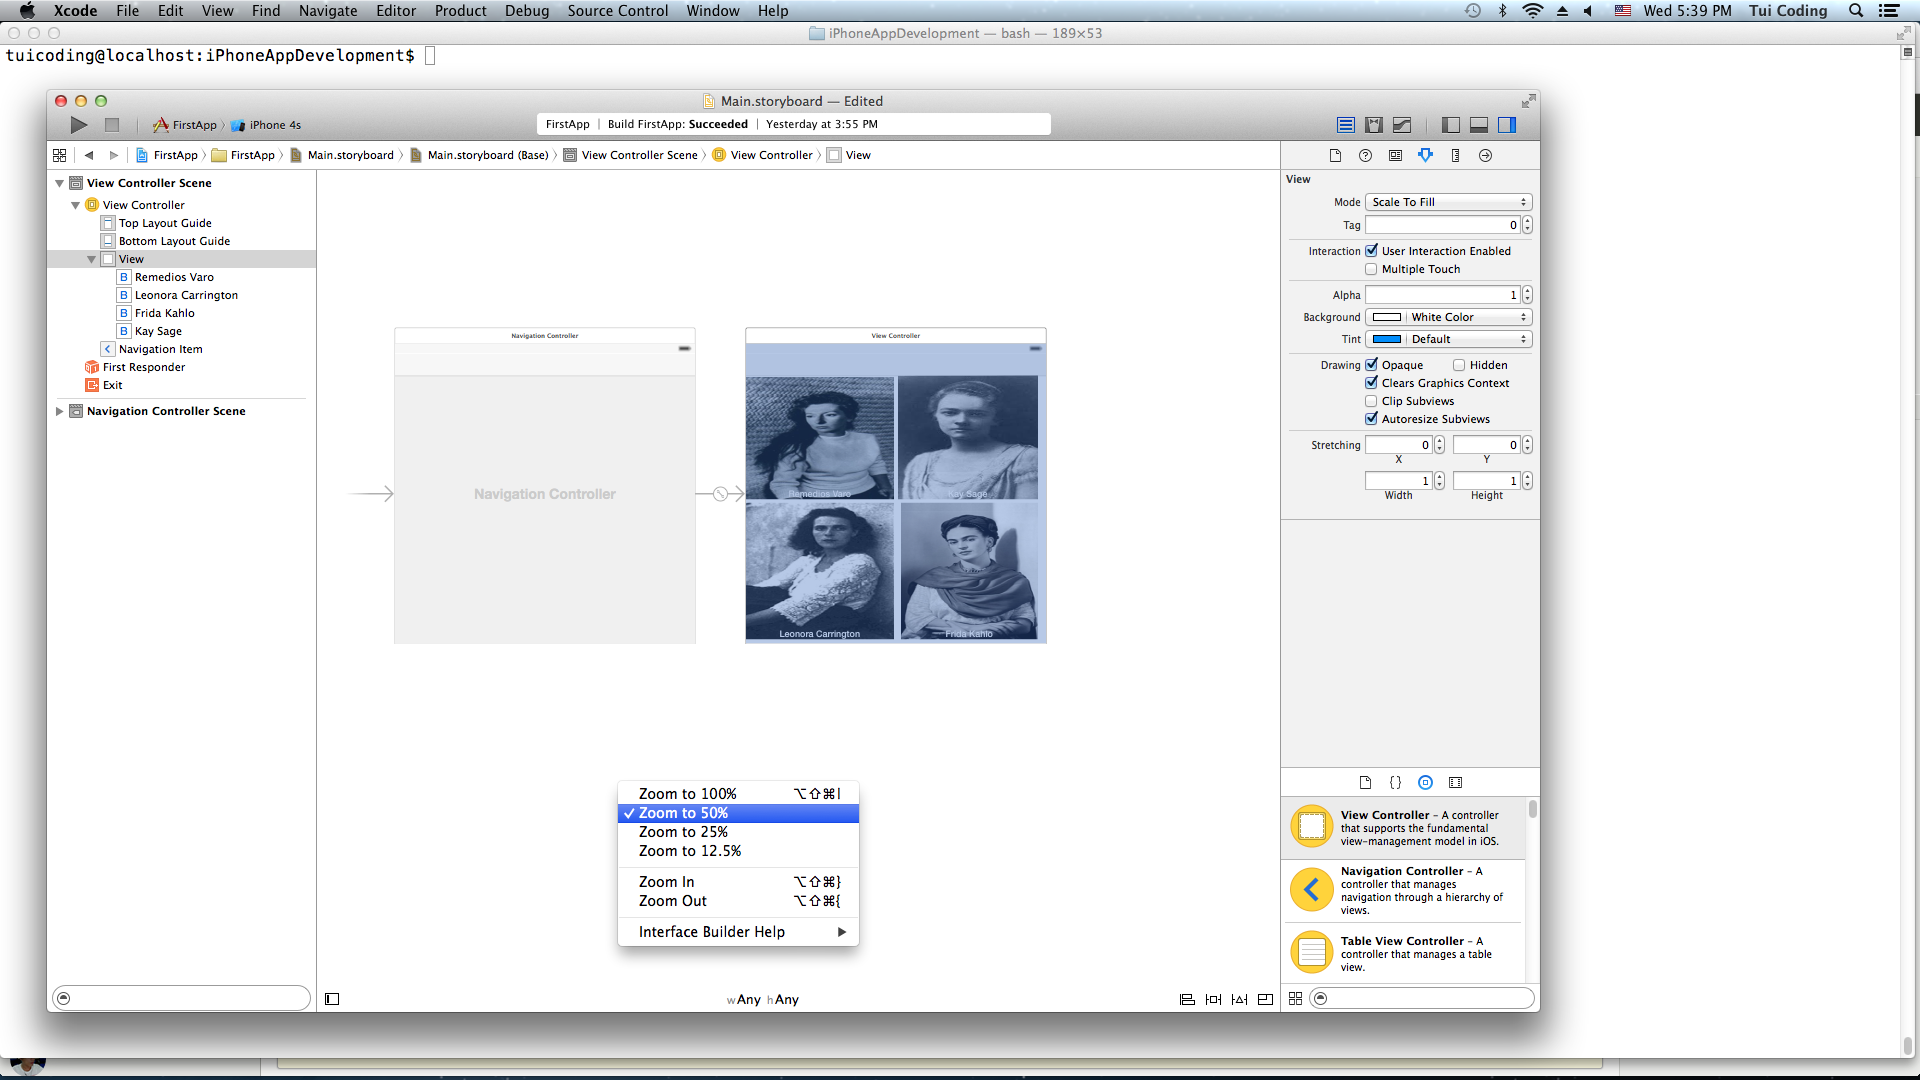 Xcode File Edit View Find Navigate Editor Product Debug Source Control Window Help Wed 5:39 PM Tui Coding
iPhoneAppDevelopment — bash — 189×53
tuicoding@localhost:iPhoneAppDevelopment$
Main.storyboard — Edited
FirstApp iPhone 4s
FirstApp | Build FirstApp: Succeeded | Yesterday at 3:55 PM
FirstApp FirstApp Main.storyboard Main.storyboard (Base) View Controller Scene View Controller View
View Controller Scene
View Controller
Top Layout Guide
Bottom Layout Guide
View
B Remedios Varo
B Leonora Carrington
B Frida Kahlo
B Kay Sage
Navigation Item
First Responder
Exit
Navigation Controller Scene
Navigation Controller
Navigation Controller
View Controller
Remedios Varo
Kay Sage
Leonora Carrington
Frida Kahlo
Zoom to 100% ⌥⇧⌘|
✓ Zoom to 50%
Zoom to 25%
Zoom to 12.5%
Zoom In ⌥⇧⌘}
Zoom Out ⌥⇧⌘{
Interface Builder Help
wAny hAny
View
Mode Scale To Fill
Tag 0
Interaction User Interaction Enabled
Multiple Touch
Alpha 1
Background White Color
Tint Default
Drawing Opaque Hidden
Clears Graphics Context
Clip Subviews
Autoresize Subviews
Stretching 0 0
X Y
1 1
Width Height
{}
View Controller – A controller
that supports the fundamental
view-management model in iOS.
Navigation Controller – A
controller that manages
navigation through a hierarchy of
views.
Table View Controller – A
controller that manages a table
view.